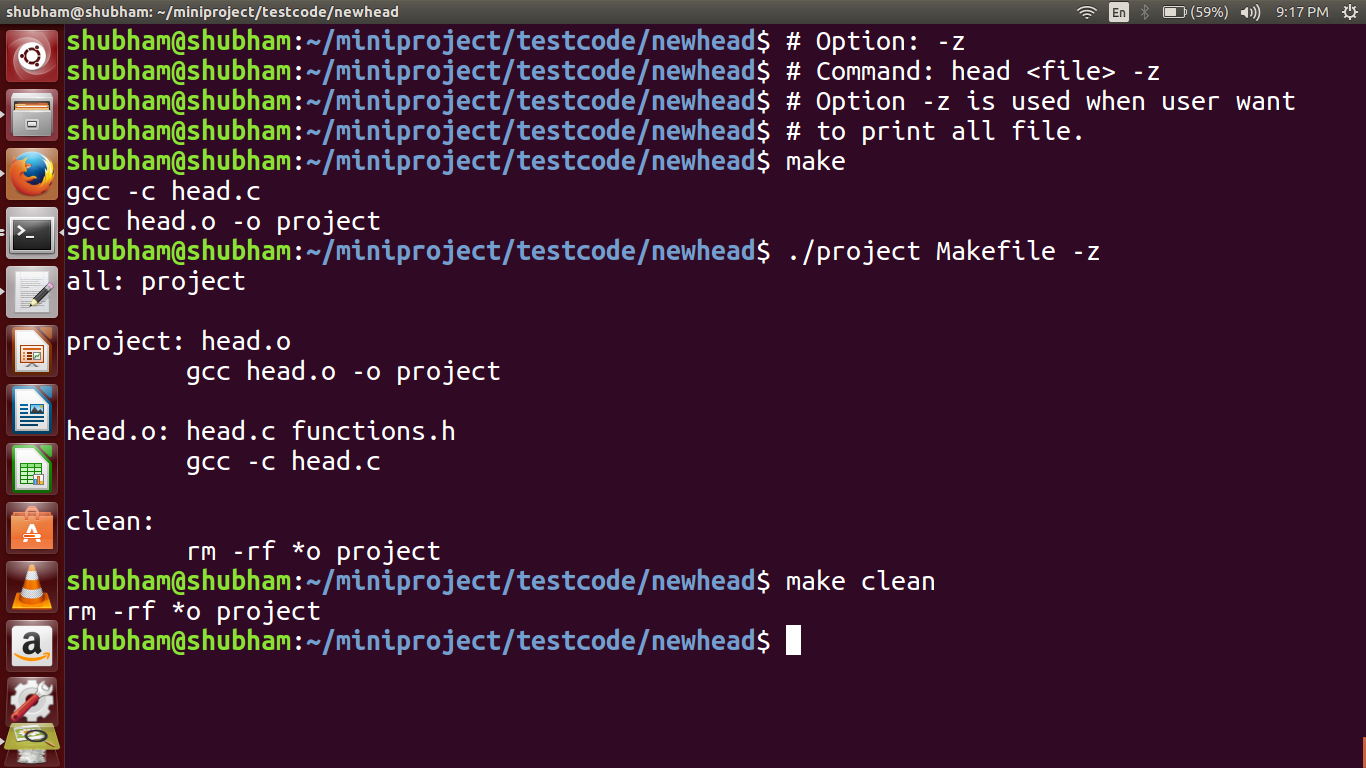 shubham@shubham: ~/miniproject/testcode/newhead En (59%) 9:17 PM
shubham@shubham:~/miniproject/testcode/newhead$ # Option: -z
shubham@shubham:~/miniproject/testcode/newhead$ # Command: head <file> -z
shubham@shubham:~/miniproject/testcode/newhead$ # Option -z is used when user want
shubham@shubham:~/miniproject/testcode/newhead$ # to print all file.
shubham@shubham:~/miniproject/testcode/newhead$ make
gcc -c head.c
gcc head.o -o project
shubham@shubham:~/miniproject/testcode/newhead$ ./project Makefile -z
all: project

project: head.o
        gcc head.o -o project

head.o: head.c functions.h
        gcc -c head.c

clean:
        rm -rf *o project
shubham@shubham:~/miniproject/testcode/newhead$ make clean
rm -rf *o project
shubham@shubham:~/miniproject/testcode/newhead$